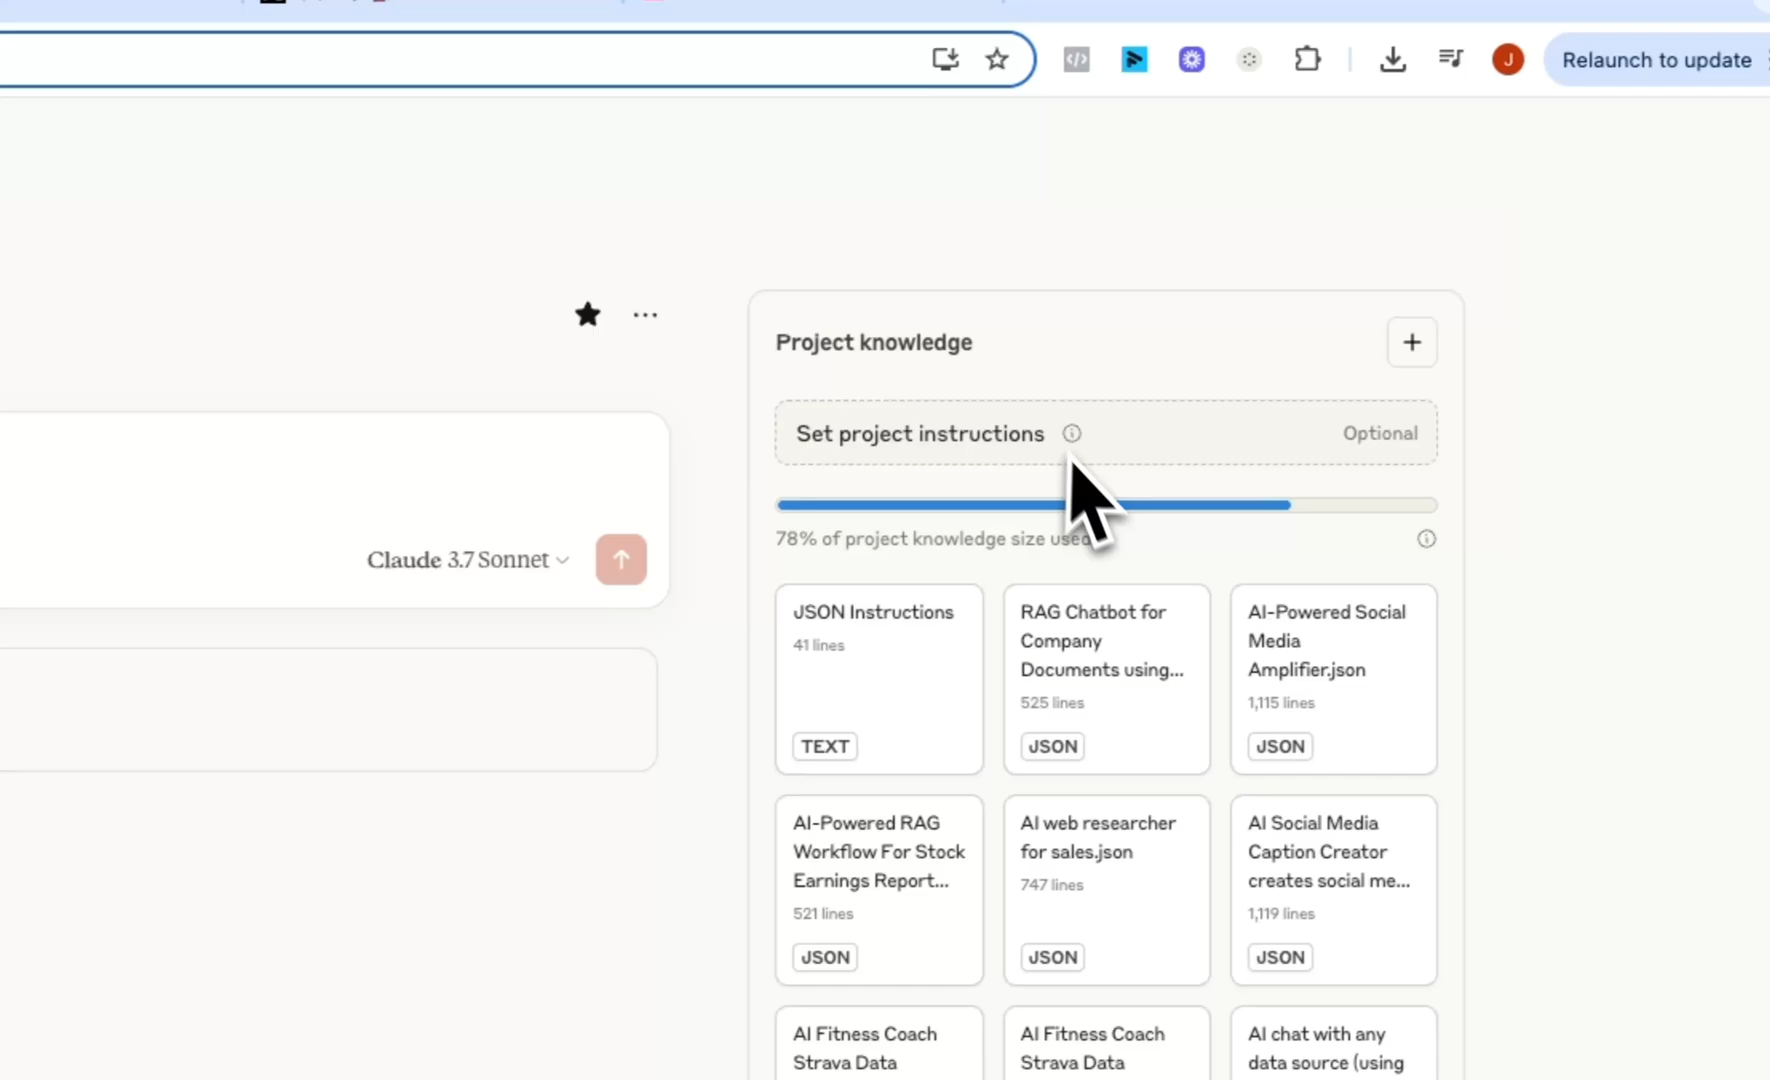 J
Relaunch to update
Project knowledge
Set project instructions
Optional
78% of project knowledge size used
Claude 3.7 Sonnet
JSON Instructions
41 lines
TEXT
RAG Chatbot for
Company
Documents using...
525 lines
JSON
AI-Powered Social
Media
Amplifier.json
1,115 lines
JSON
AI-Powered RAG
Workflow For Stock
Earnings Report...
521 lines
JSON
AI web researcher
for sales.json
747 lines
JSON
AI Social Media
Caption Creator
creates social me...
1,119 lines
JSON
AI Fitness Coach
Strava Data
AI Fitness Coach
Strava Data
AI chat with any
data source (using